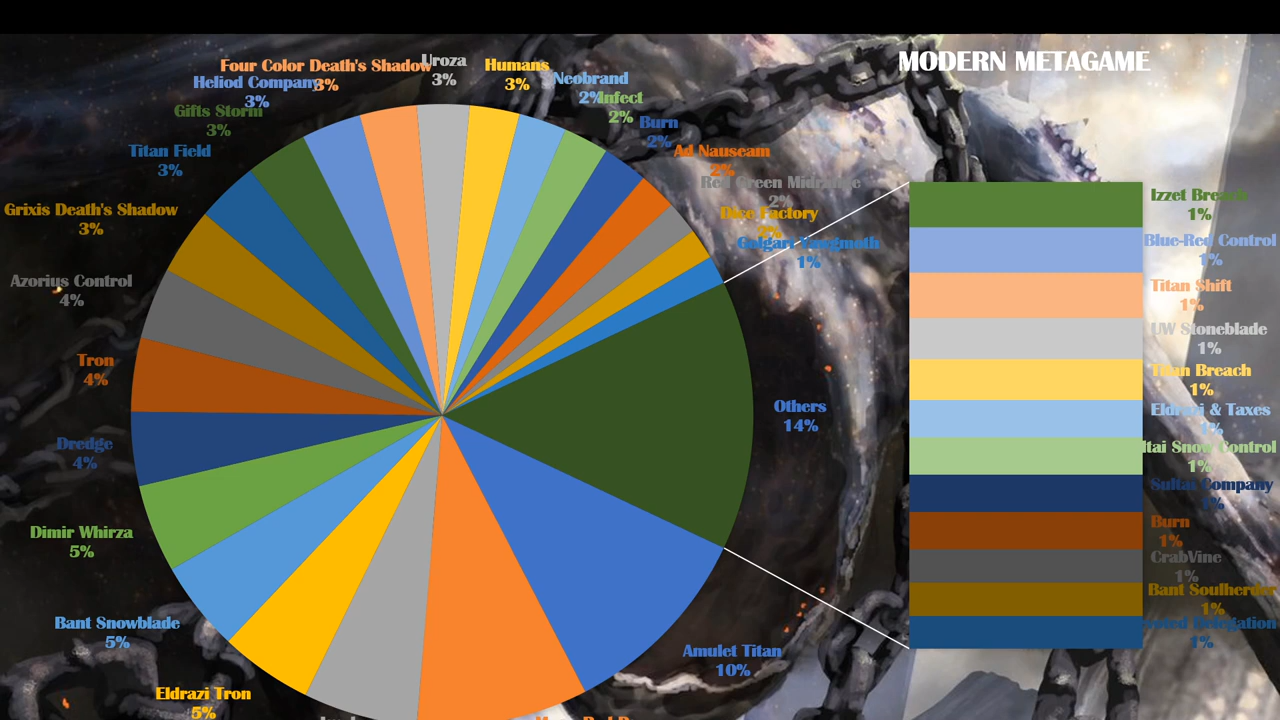 MODERN METAGAME
Four Color Death's Shadow
3%
Uroza
3%
Humans
3%
Heliod Company
3%
Neobrand
2%
Infect
2%
Gifts Storm
3%
Burn
2%
Titan Field
3%
Ad Nauseam
2%
Red Green Midrange
2%
Grixis Death's Shadow
3%
Dice Factory
2%
Golgari Yawgmoth
1%
Azorius Control
4%
Tron
4%
Others
14%
Dredge
4%
Dimir Whirza
5%
Bant Snowblade
5%
Amulet Titan
10%
Eldrazi Tron
5%
Izzet Breach
1%
Blue-Red Control
1%
Titan Shift
1%
UW Stoneblade
1%
Titan Breach
1%
Eldrazi & Taxes
1%
ltai Snow Control
1%
Sultai Company
1%
Burn
1%
CrabVine
1%
Bant Soulherder
1%
Delegation
1%